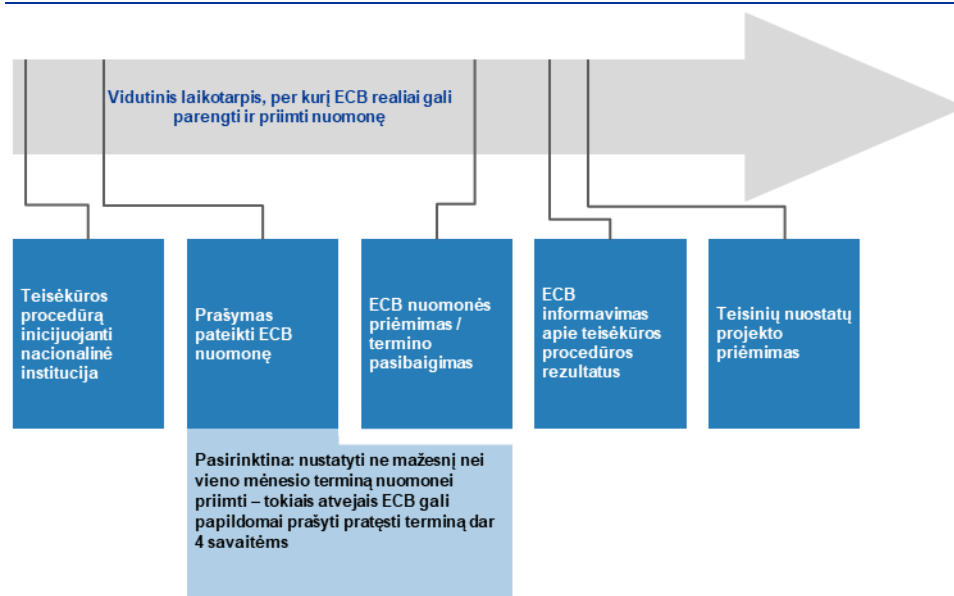 Vidutinis laikotarpis, per kurį ECB realiai gali
parengti ir priimti nuomonę
Teisėkūros
procedūrą
inicijuojanti
nacionalinė
institucija
Prašymas
pateikti ECB
nuomonę
ECB nuomonės
priėmimas /
termino
pasibaigimas
ECB
informavimas
apie teisėkūros
procedūros
rezultatus
Teisinių nuostatų
projekto
priėmimas
Pasirinktina: nustatyti ne mažesnį nei
vieno mėnesio terminą nuomonei
priimti – tokiais atvejais ECB gali
papildomai prašyti pratęsti terminą dar
4 savaitėms